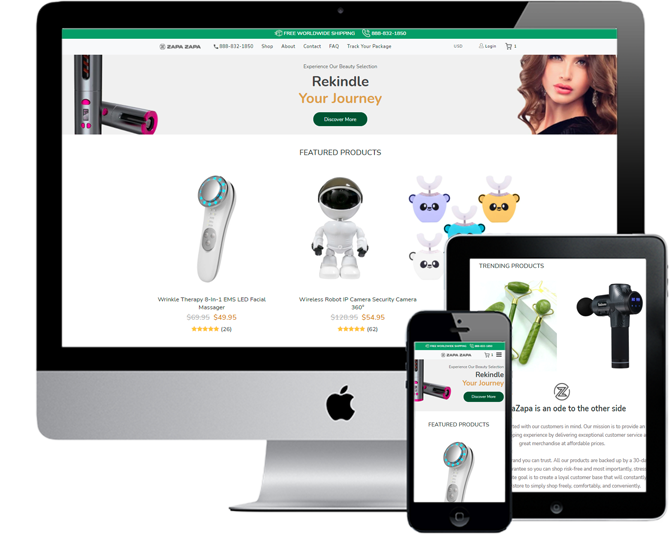 FREE WORLDWIDE SHIPPING 888-832-1850
ZAPA ZAPA 888-832-1850 Shop About Contact FAQ Track Your Package USD Login 1
Experience Our Beauty Selection
Rekindle
Your Journey
Discover More
FEATURED PRODUCTS
Wrinkle Therapy 8-In-1 EMS LED Facial
Massager
$69.95 $49.95
(26)
Wireless Robot IP Camera Security Camera
360°
$120.95 $54.95
(62)
TRENDING PRODUCTS
aZapa is an ode to the other side
ted with our customers in mind. Our mission is to provide an
ping experience by delivering exceptional customer service
great merchandise at affordable prices.
and you can trust. All our products are backed up by a 30-da
rantee so you can shop risk-free and most importantly, stres
te goal is to create a loyal customer base that will constantly
store to simply shop freely, comfortably, and conveniently.
FREE WORLDWIDE SHIPPING 888-832-1850
ZAPA ZAPA 1
Experience Our Beauty Selection
Rekindle
Your Journey
Discover More
FEATURED PRODUCTS